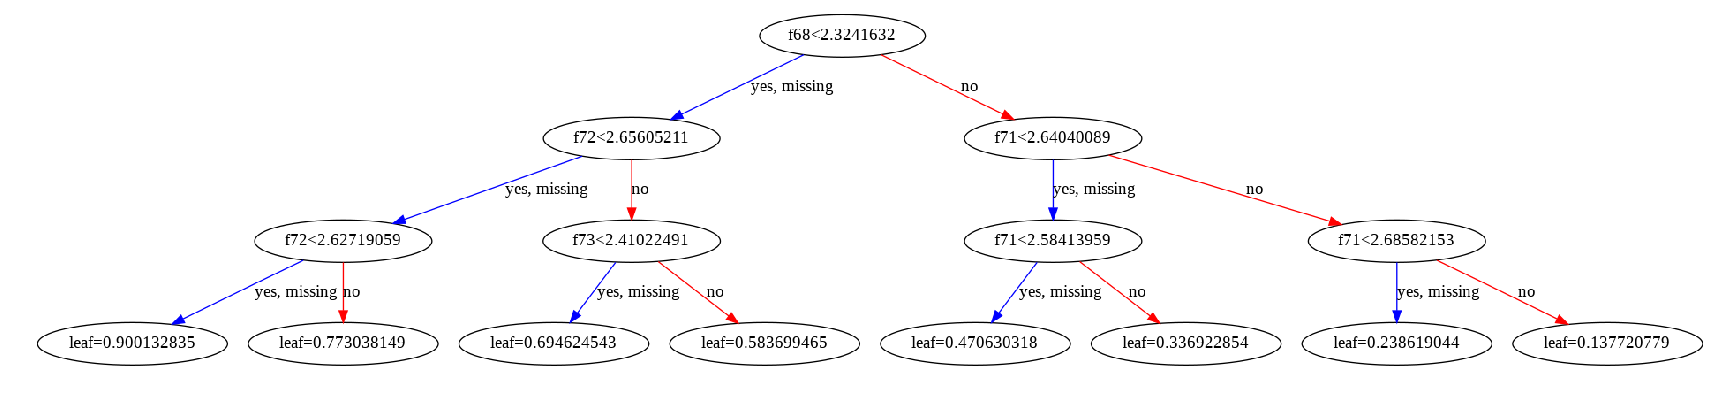 f68<2.3241632
yes, missing
no
f72<2.65605211
f71<2.64040089
yes, missing
no
yes, missing
no
f72<2.62719059
f73<2.41022491
f71<2.58413959
f71<2.68582153
yes, missing
no
yes, missing
no
yes, missing
no
yes, missing
no
leaf=0.900132835
leaf=0.773038149
leaf=0.694624543
leaf=0.583699465
leaf=0.470630318
leaf=0.336922854
leaf=0.238619044
leaf=0.137720779